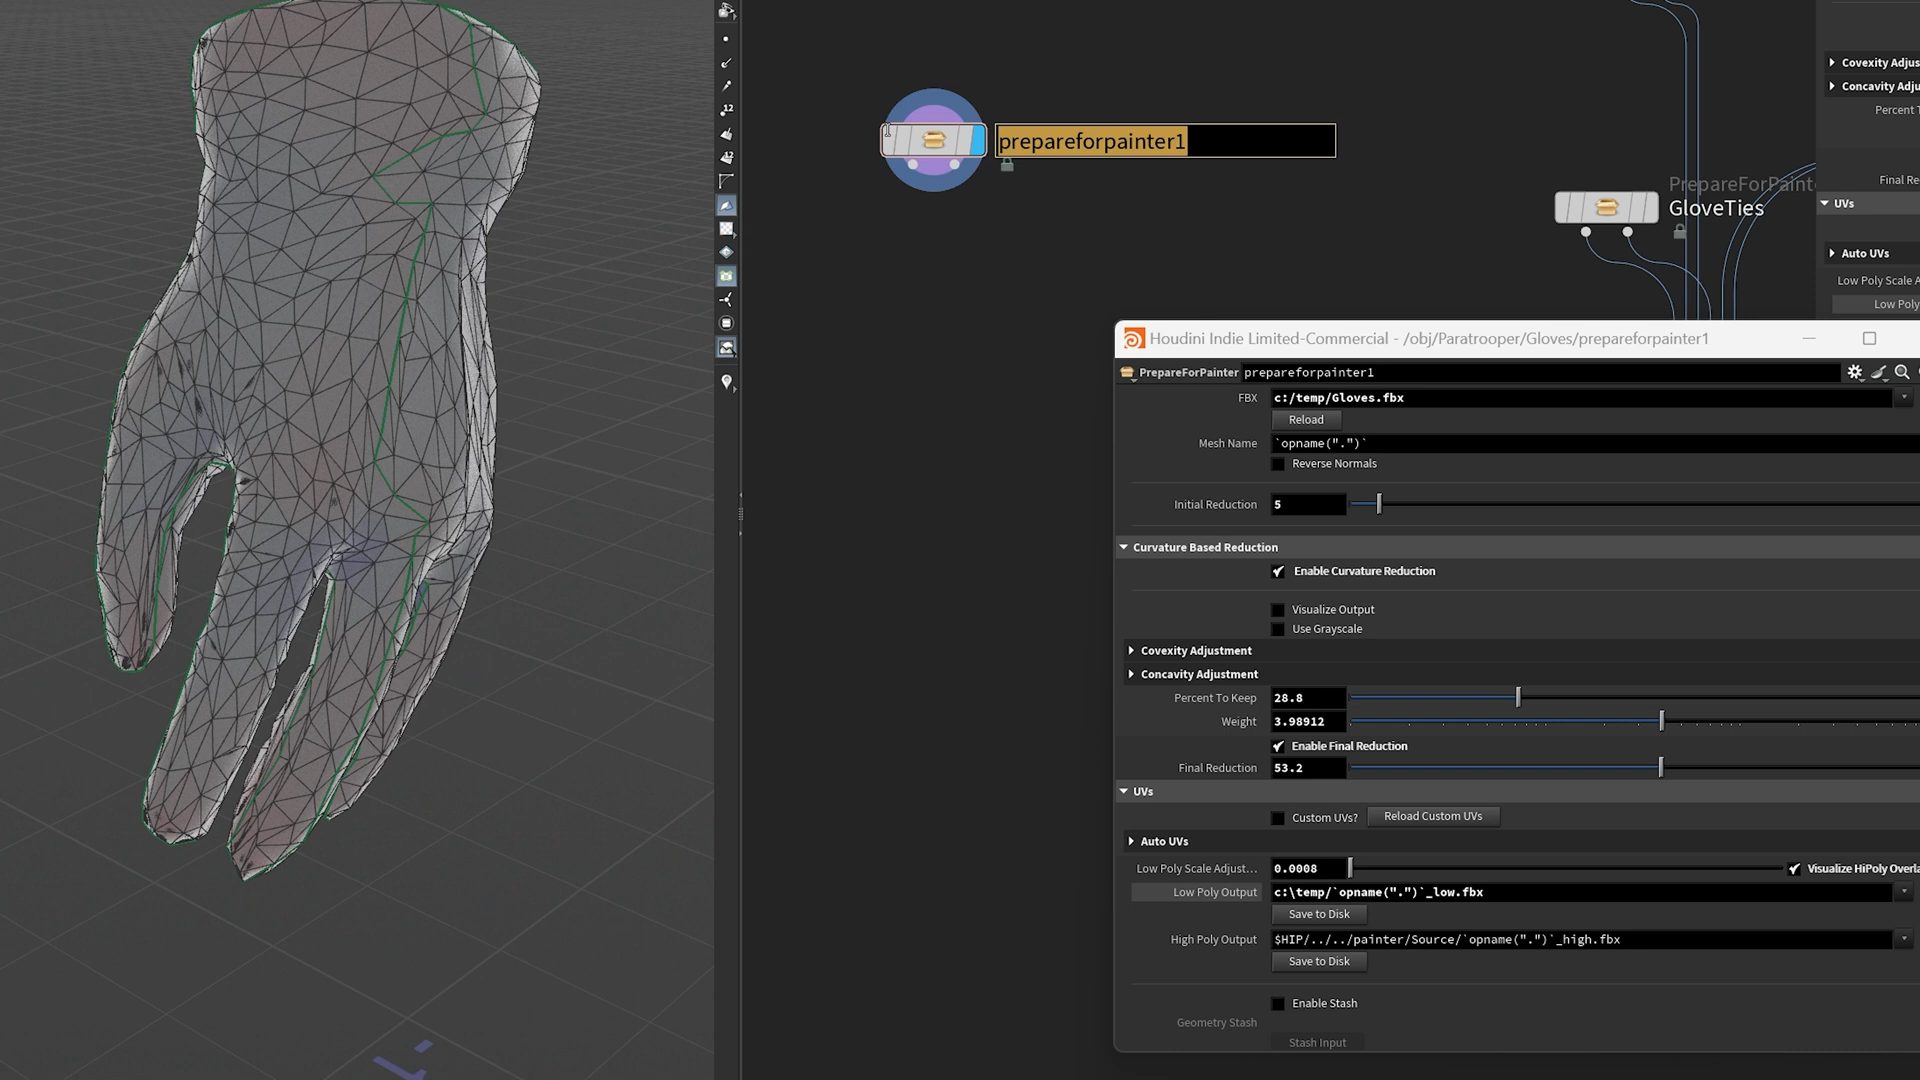 12
12
prepareforpainter1
PrepareForPainte
GloveTies
Covexity Adjus
Concavity Adju
Percent T
Final Re
UVs
Auto UVs
Low Poly Scale A
Low Poly
Houdini Indie Limited-Commercial - /obj/Paratrooper/Gloves/prepareforpainter1
PrepareForPainter prepareforpainter1
FBX c:/temp/Gloves.fbx
Reload
Mesh Name `opname(".")`
Reverse Normals
Initial Reduction 5
Curvature Based Reduction
Enable Curvature Reduction
Visualize Output
Use Grayscale
Covexity Adjustment
Concavity Adjustment
Percent To Keep 28.8
Weight 3.98912
Enable Final Reduction
Final Reduction 53.2
UVs
Custom UVs? Reload Custom UVs
Auto UVs
Low Poly Scale Adjust... 0.0008 Visualize HiPoly Overla
Low Poly Output c:\temp/`opname(".")`_low.fbx
Save to Disk
High Poly Output $HIP/../../painter/Source/`opname(".")`_high.fbx
Save to Disk
Enable Stash
Geometry Stash
Stash Input